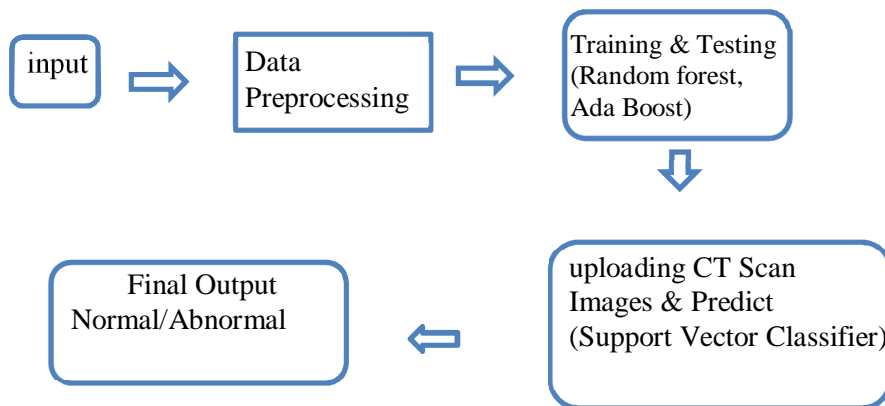 input
Data
Preprocessing
Training & Testing
(Random forest,
Ada Boost)
uploading CT Scan
Images & Predict
(Support Vector Classifier)
Final Output
Normal/Abnormal